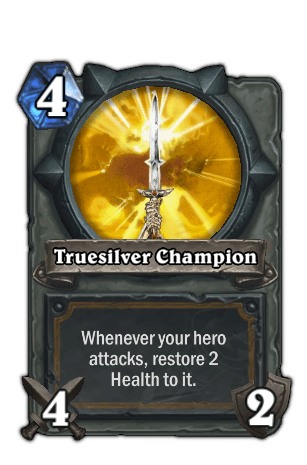 4
Truesilver Champion
Whenever your hero
attacks, restore 2
Health to it.
4
2